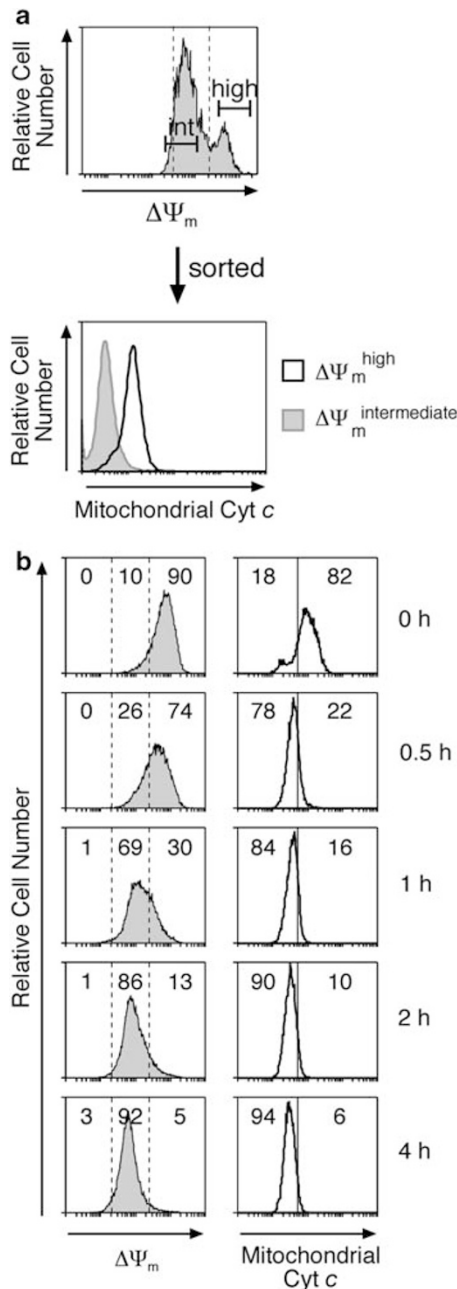 a
Relative Cell
Number
int
high
ΔΨm
sorted
Relative Cell
Number
ΔΨm high
ΔΨm intermediate
Mitochondrial Cyt c
b
Relative Cell Number
0 10 90 18 82
0 h
0 26 74 78 22
0.5 h
1 69 30 84 16
1 h
1 86 13 90 10
2 h
3 92 5 94 6
4 h
ΔΨm
Mitochondrial
Cyt c